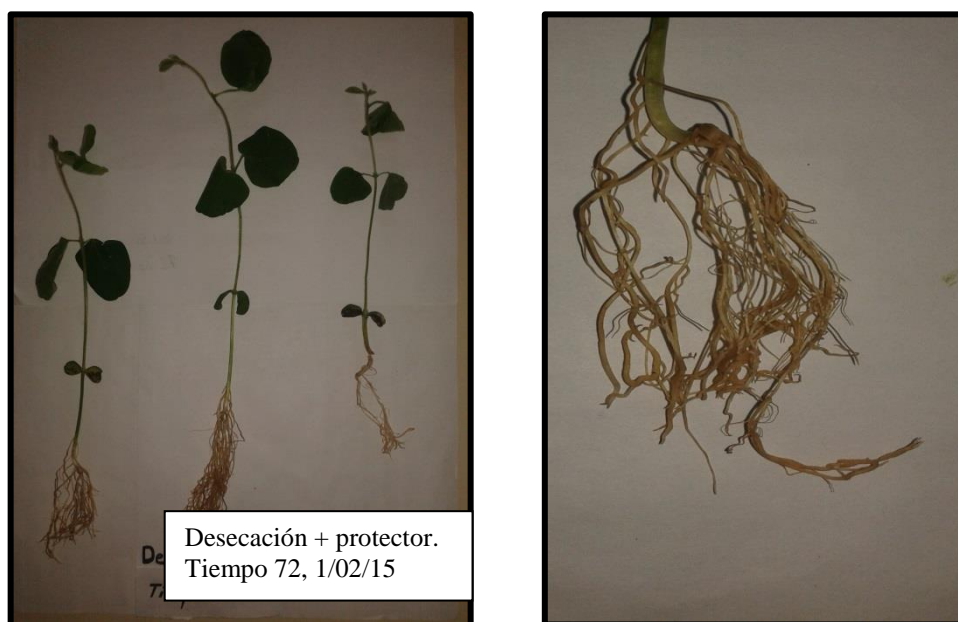 Desecación + protector.
Tiempo 72, 1/02/15